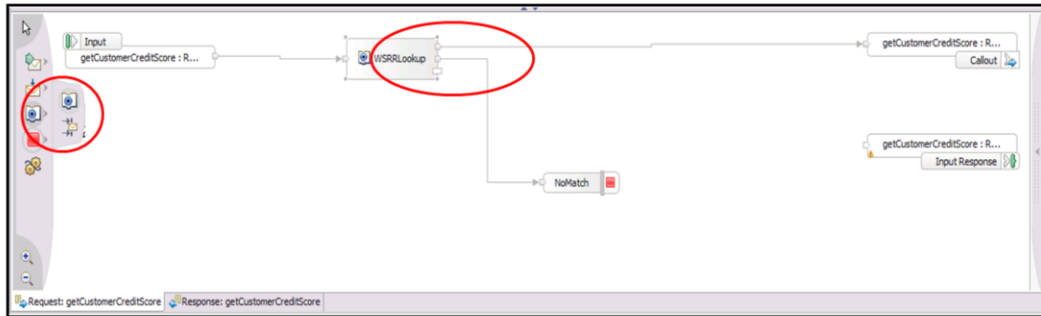 Input
getCustomerCreditScore : R...
WSRRLookup
getCustomerCreditScore : R...
Callout
getCustomerCreditScore : R...
Input Response
NoMatch
Request: getCustomerCreditScore
Response: getCustomerCreditScore